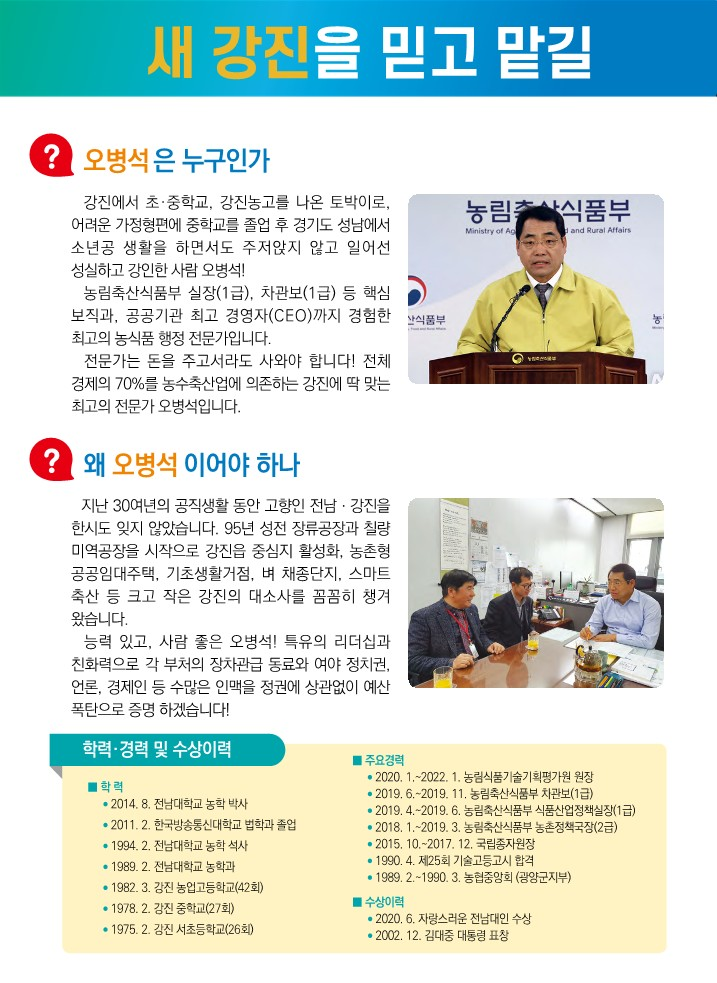 새 강진을 믿고 맡길
? 오병석은 누구인가
강진에서 초·중학교, 강진농고를 나온 토박이로,
어려운 가정형편에 중학교를 졸업 후 경기도 성남에서
소년공 생활을 하면서도 주저앉지 않고 일어선
성실하고 강인한 사람 오병석!
농림축산식품부 실장(1급), 차관보(1급) 등 핵심
보직과, 공공기관 최고 경영자(CEO)까지 경험한
최고의 농식품 행정 전문가입니다.
전문가는 돈을 주고서라도 사와야 합니다! 전체
경제의 70%를 농수축산업에 의존하는 강진에 딱 맞는
최고의 전문가 오병석입니다.
농림축산식품부
Ministry of Ag d and Rural Affairs
산식품부
농림축산식품부
? 왜 오병석 이어야 하나
지난 30여년의 공직생활 동안 고향인 전남 · 강진을
한시도 잊지 않았습니다. 95년 성전 장류공장과 칠량
미역공장을 시작으로 강진읍 중심지 활성화, 농촌형
공공임대주택, 기초생활거점, 벼 채종단지, 스마트
축산 등 크고 작은 강진의 대소사를 꼼꼼히 챙겨
왔습니다.
능력 있고, 사람 좋은 오병석! 특유의 리더십과
친화력으로 각 부처의 장차관급 동료와 여야 정치권,
언론, 경제인 등 수많은 인맥을 정권에 상관없이 예산
폭탄으로 증명 하겠습니다!
학력·경력 및 수상이력
■ 학 력
• 2014. 8. 전남대학교 농학 박사
• 2011. 2. 한국방송통신대학교 법학과 졸업
• 1994. 2. 전남대학교 농학 석사
• 1989. 2. 전남대학교 농학과
• 1982. 3. 강진 농업고등학교(42회)
• 1978. 2. 강진 중학교(27회)
• 1975. 2. 강진 서초등학교(26회)
■ 주요경력
• 2020. 1.~2022. 1. 농림식품기술기획평가원 원장
• 2019. 6.~2019. 11. 농림축산식품부 차관보(1급)
• 2019. 4.~2019. 6. 농림축산식품부 식품산업정책실장(1급)
• 2018. 1.~2019. 3. 농림축산식품부 농촌정책국장(2급)
• 2015. 10.~2017. 12. 국립종자원장
• 1990. 4. 제25회 기술고등고시 합격
• 1989. 2.~1990. 3. 농협중앙회 (광양군지부)
■ 수상이력
• 2020. 6. 자랑스러운 전남대인 수상
• 2002. 12. 김대중 대통령 표창